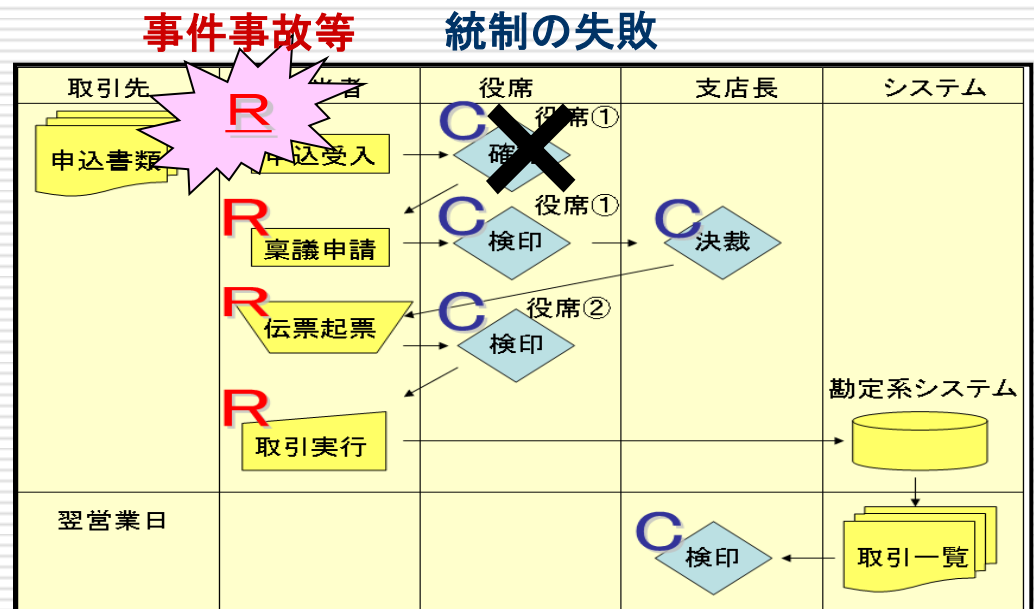 事件事故等 統制の失敗
取引先 当者 役席 支店長 システム
R
C 役席①
申込書類 申込受入 確
R C 役席① C
稟議申請 検印 決裁
R C 役席②
伝票起票 検印
勘定系システム
R
取引実行
翌営業日
C 検印 取引一覧